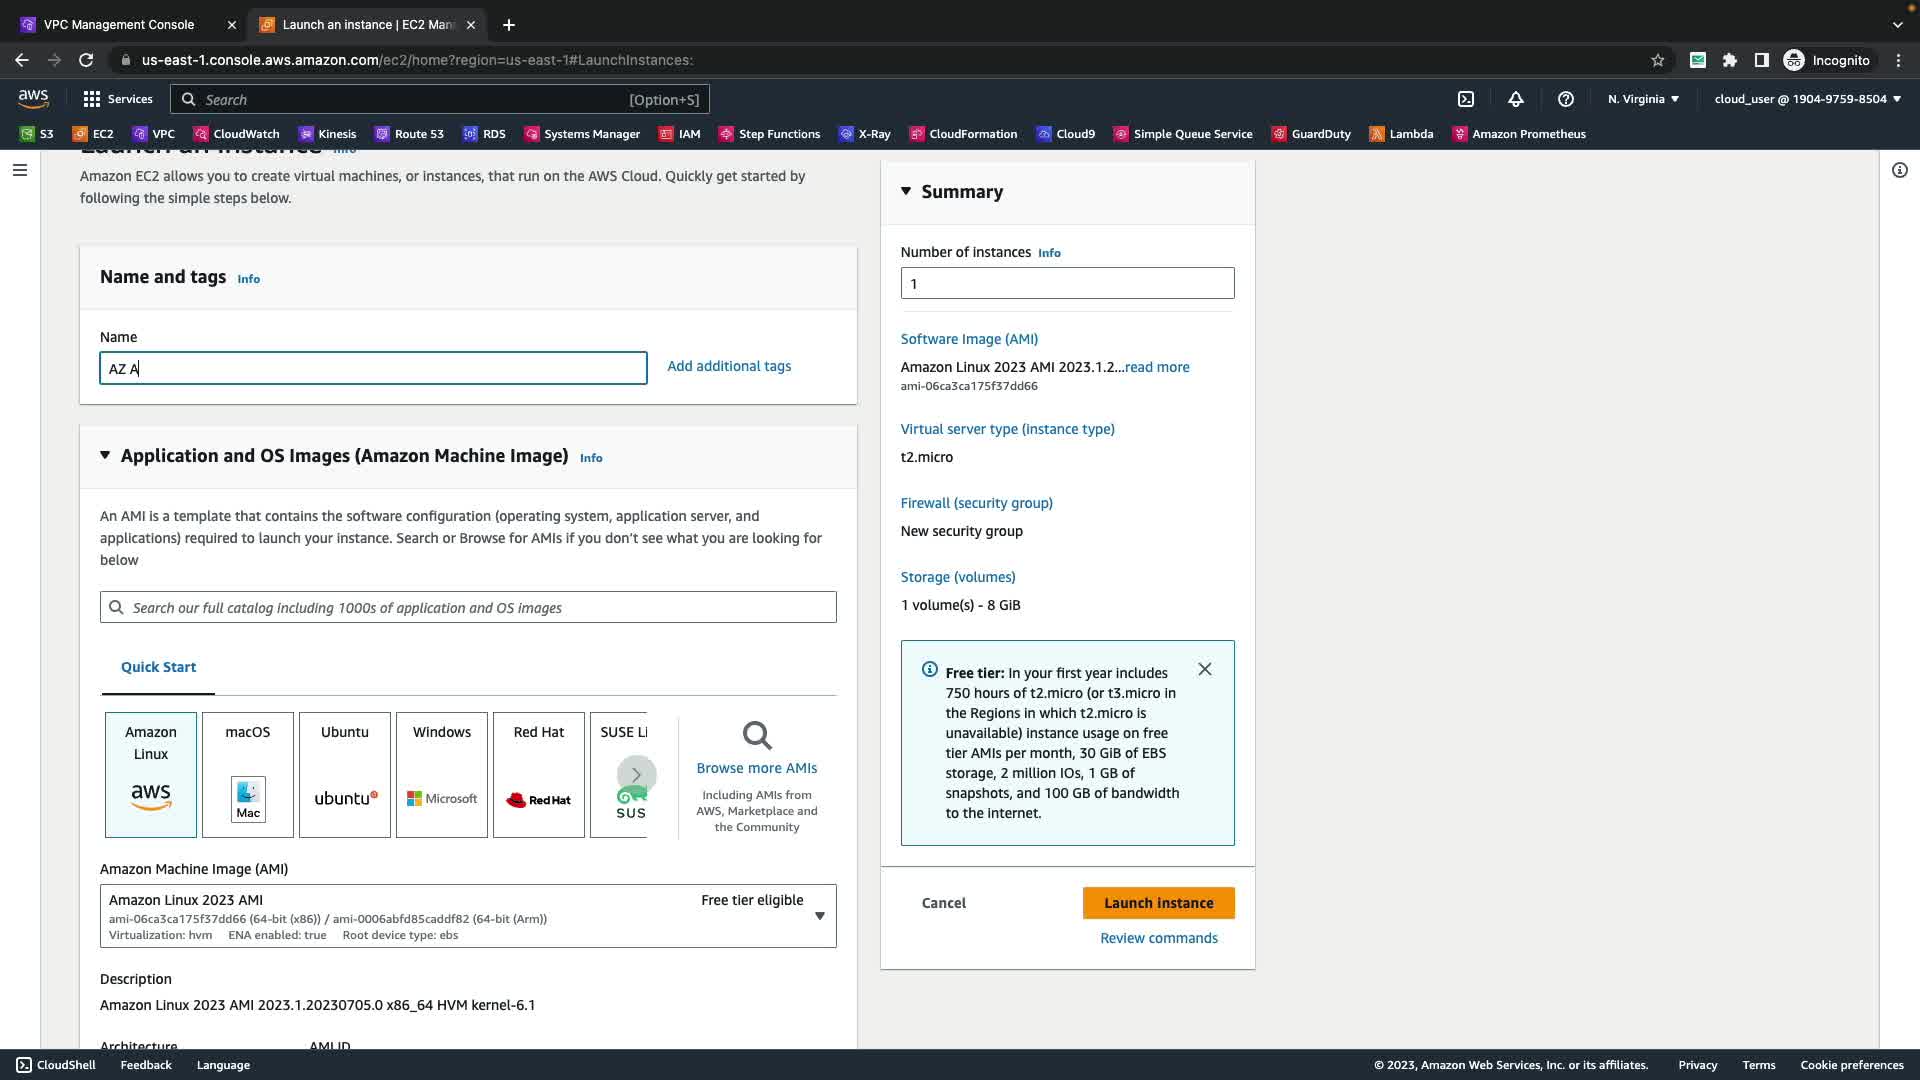 VPC Management Console
Launch an instance | EC2 Man
us-east-1.console.aws.amazon.com/ec2/home?region=us-east-1#LaunchInstances:
Incognito
aws
Services
Search
[Option+S]
N. Virginia
cloud_user @ 1904-9759-8504
S3
EC2
VPC
CloudWatch
Kinesis
Route 53
RDS
Systems Manager
IAM
Step Functions
X-Ray
CloudFormation
Cloud9
Simple Queue Service
GuardDuty
Lambda
Amazon Prometheus
Launch an instance Info
Amazon EC2 allows you to create virtual machines, or instances, that run on the AWS Cloud. Quickly get started by
following the simple steps below.
Name and tags Info
Name
AZ A
Add additional tags
Application and OS Images (Amazon Machine Image) Info
An AMI is a template that contains the software configuration (operating system, application server, and
applications) required to launch your instance. Search or Browse for AMIs if you don't see what you are looking for
below
Search our full catalog including 1000s of application and OS images
Quick Start
Amazon
Linux
aws
macOS
Mac
Ubuntu
ubuntu
Windows
Microsoft
Red Hat
Red Hat
SUSE Li
SUS
Browse more AMIs
Including AMIs from
AWS, Marketplace and
the Community
Amazon Machine Image (AMI)
Amazon Linux 2023 AMI
Free tier eligible
ami-06ca3ca175f37dd66 (64-bit (x86)) / ami-0006abfd85caddf82 (64-bit (Arm))
Virtualization: hvm ENA enabled: true Root device type: ebs
Description
Amazon Linux 2023 AMI 2023.1.20230705.0 x86_64 HVM kernel-6.1
Architecture
AMI ID
Summary
Number of instances Info
1
Software Image (AMI)
Amazon Linux 2023 AMI 2023.1.2...read more
ami-06ca3ca175f37dd66
Virtual server type (instance type)
t2.micro
Firewall (security group)
New security group
Storage (volumes)
1 volume(s) - 8 GiB
Free tier: In your first year includes
750 hours of t2.micro (or t3.micro in
the Regions in which t2.micro is
unavailable) instance usage on free
tier AMIs per month, 30 GiB of EBS
storage, 2 million IOs, 1 GB of
snapshots, and 100 GB of bandwidth
to the internet.
Cancel
Launch instance
Review commands
CloudShell
Feedback
Language
© 2023, Amazon Web Services, Inc. or its affiliates.
Privacy
Terms
Cookie preferences